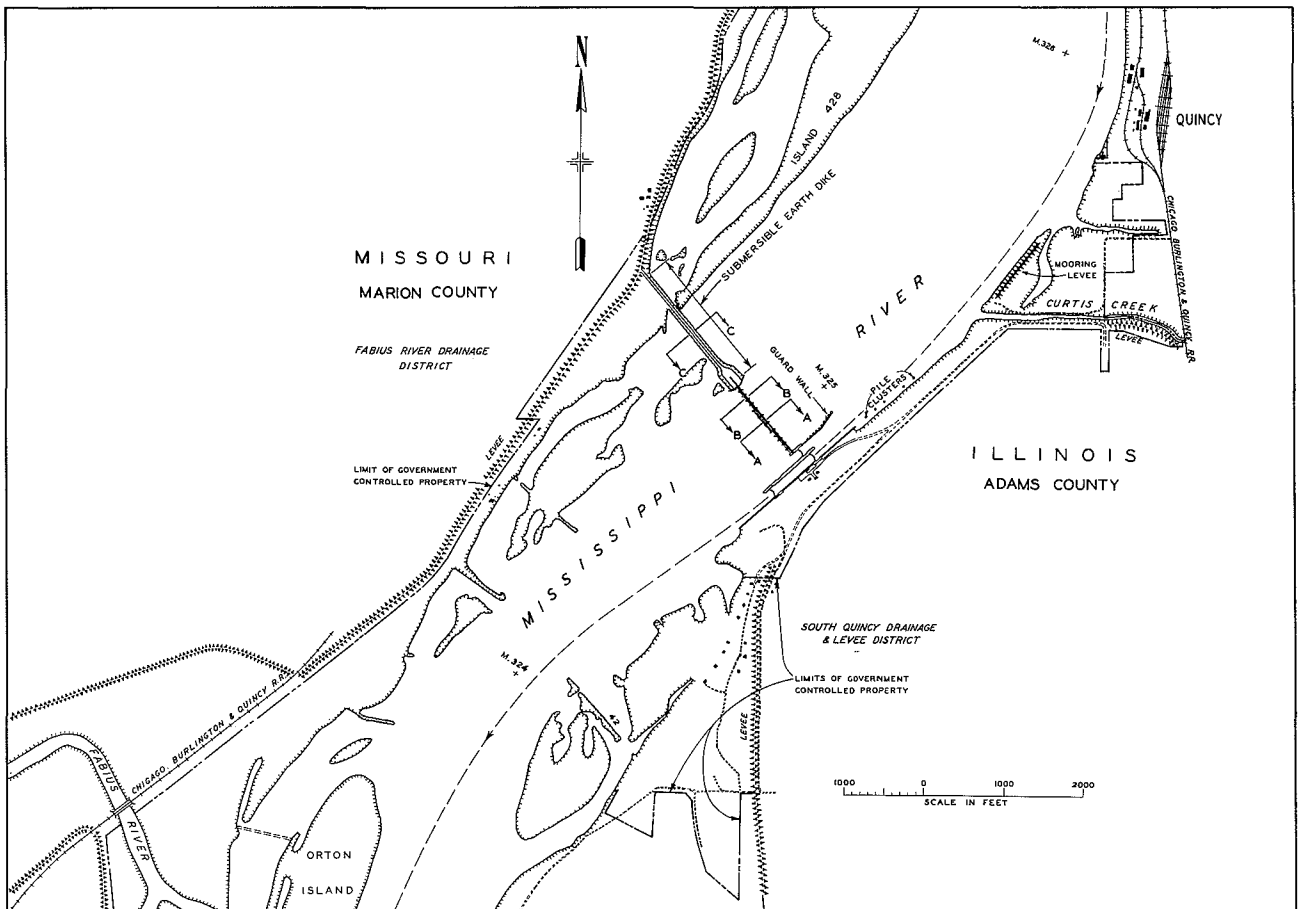 N
M.328
QUINCY
ISLAND 428
SUBMERSIBLE EARTH DIKE
MISSOURI
MARION COUNTY
FABIUS RIVER DRAINAGE
DISTRICT
MOORING
LEVEE
CURTIS CREEK
LEVEE
CHICAGO BURLINGTON & QUINCY RR.
RIVER
C
C
GUARD WALL
M.325
PILE
CLUSTERS
B
B
A
A
ILLINOIS
ADAMS COUNTY
LEVEE
LIMIT OF GOVERNMENT
CONTROLLED PROPERTY
MISSISSIPPI
SOUTH QUINCY DRAINAGE
& LEVEE DISTRICT
M.324
LIMITS OF GOVERNMENT
CONTROLLED PROPERTY
42
LEVEE
CHICAGO, BURLINGTON & QUINCY R.R.
FABIUS
RIVER
1000 0 1000 2000
SCALE IN FEET
ORTON
ISLAND